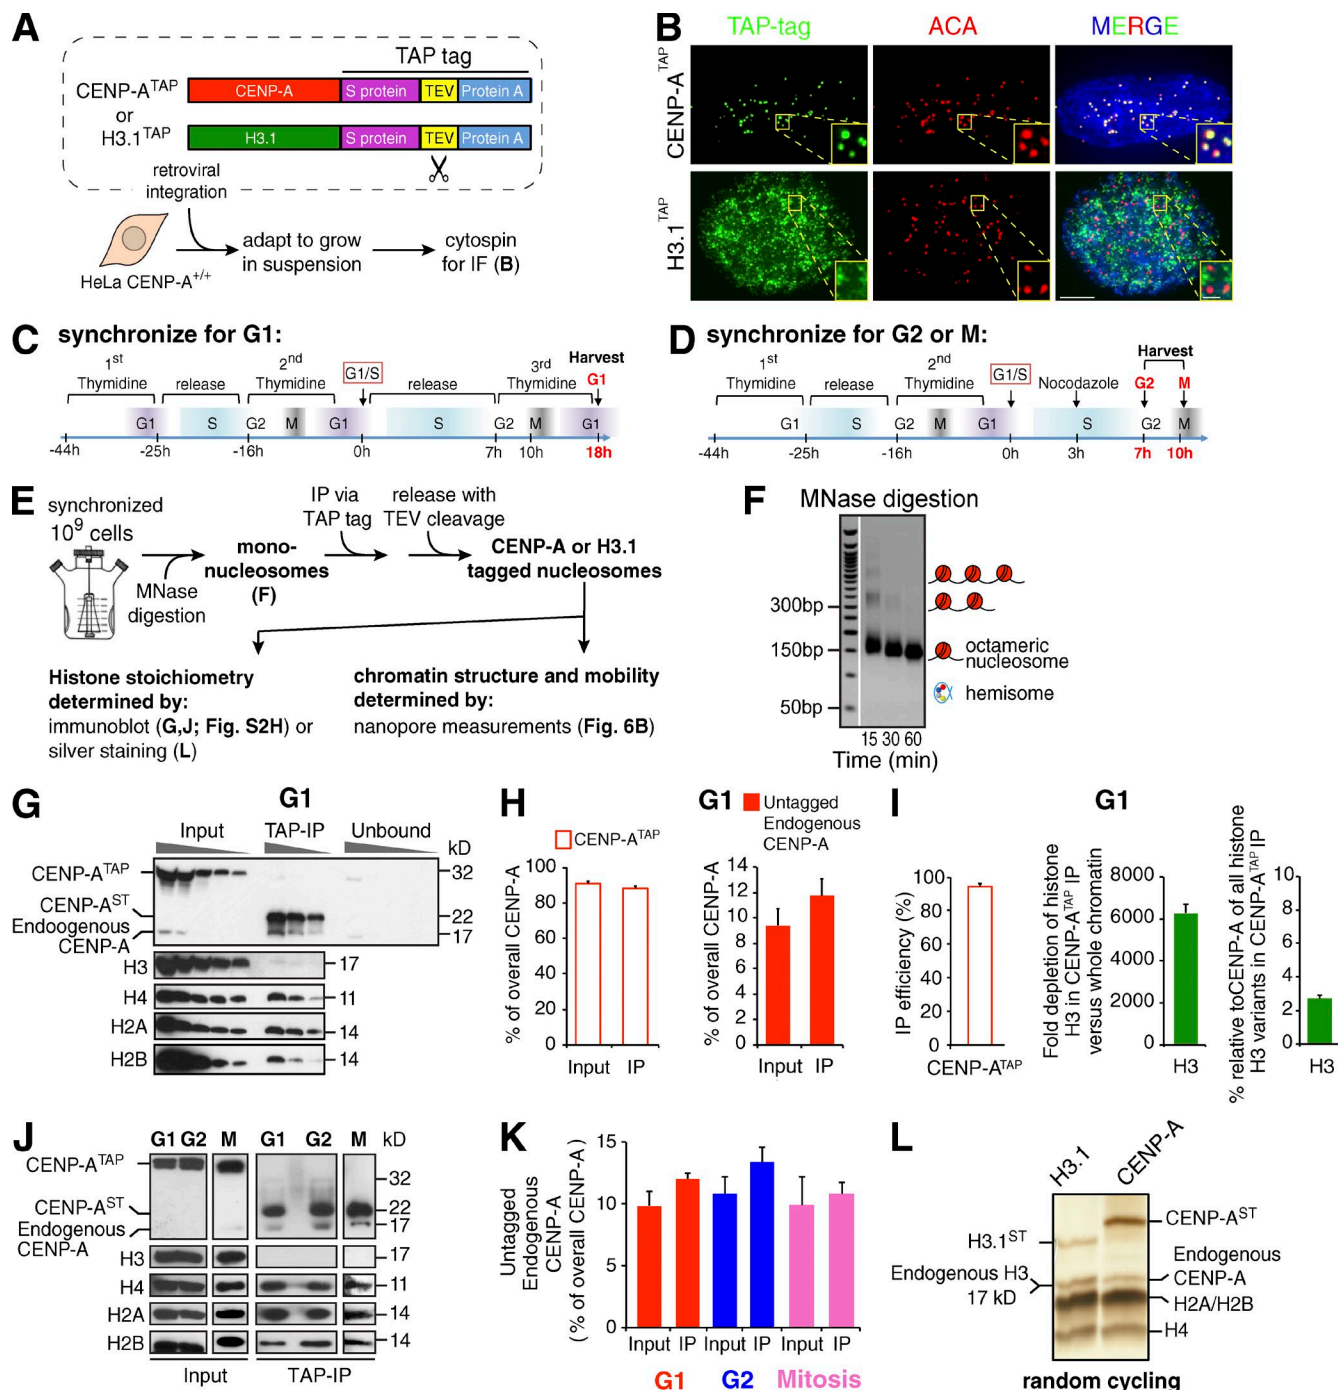 A
TAP tag
CENP-A^TAP
or
H3.1^TAP
CENP-A
S protein
TEV
Protein A
H3.1
S protein
TEV
Protein A
retroviral
integration
adapt to grow
in suspension
cytospin
for IF (B)
HeLa CENP-A+/+
B
TAP-tag
ACA
MERGE
CENP-A^TAP
H3.1^TAP
C
synchronize for G1:
1st
Thymidine
release
2nd
Thymidine
G1/S
release
3rd
Thymidine
Harvest
G1
G1
S
G2
M
G1
S
G2
M
G1
-44h
-25h
-16h
0h
7h
10h
18h
D
synchronize for G2 or M:
1st
Thymidine
release
2nd
Thymidine
G1/S
Nocodazole
Harvest
G2
M
G1
S
G2
M
G1
S
G2
M
-44h
-25h
-16h
0h
3h
7h
10h
E
synchronized
10^9 cells
MNase
digestion
mono-
nucleosomes
(F)
IP via
TAP tag
release with
TEV cleavage
CENP-A or H3.1
tagged nucleosomes
Histone stoichiometry
determined by:
immunoblot (G,J; Fig. S2H) or
silver staining (L)
chromatin structure and mobility
determined by:
nanopore measurements (Fig. 6B)
F
MNase digestion
300bp
150bp
50bp
octameric
nucleosome
hemisome
15 30 60
Time (min)
G
G1
Input
TAP-IP
Unbound
kD
CENP-A^TAP
CENP-A^ST
Endoogenous
CENP-A
32
22
17
H3
17
H4
11
H2A
14
H2B
14
H
CENP-A^TAP
% of overall CENP-A
100
80
60
40
20
0
Input
IP
G1
Untagged
Endogenous
CENP-A
% of overall CENP-A
14
12
10
8
6
4
2
0
Input
IP
I
G1
IP efficiency (%)
100
80
60
40
20
0
CENP-A^TAP
Fold depletion of histone
H3 in CENP-A^TAP IP
versus whole chromatin
8000
6000
4000
2000
0
H3
% relative toCENP-A of all histone
H3 variants in CENP-A^TAP IP
10
8
6
4
2
0
H3
J
G1 G2 M
G1 G2 M
kD
CENP-A^TAP
CENP-A^ST
Endogenous
CENP-A
32
22
17
H3
17
H4
11
H2A
14
H2B
14
Input
TAP-IP
K
Untagged
Endogenous
CENP-A
(% of overall CENP-A)
15
10
5
0
Input IP Input IP Input IP
G1
G2
Mitosis
L
H3.1
CENP-A
H3.1^ST
Endogenous H3
17 kD
CENP-A^ST
Endogenous
CENP-A
H2A/H2B
H4
random cycling